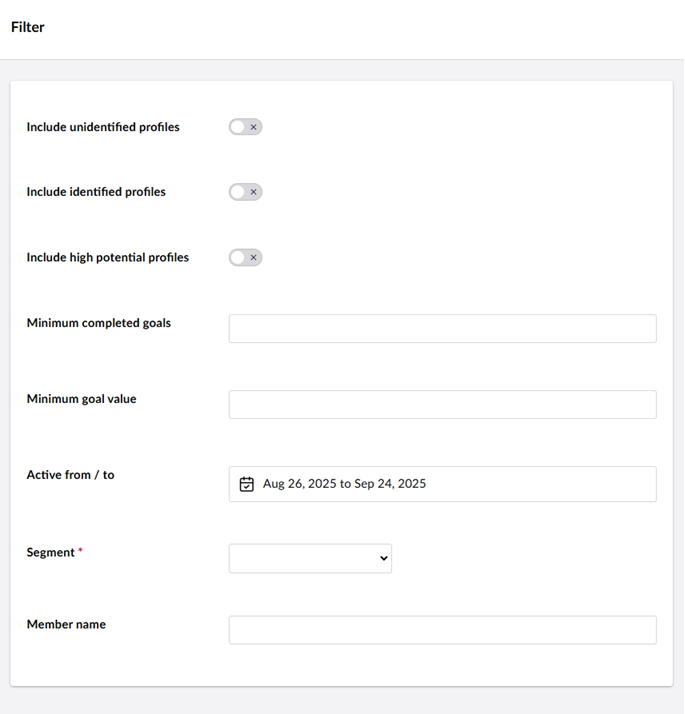 Filter
Include unidentified profiles
Include identified profiles
Include high potential profiles
Minimum completed goals
Minimum goal value
Active from / to
Aug 26, 2025 to Sep 24, 2025
Segment *
Member name